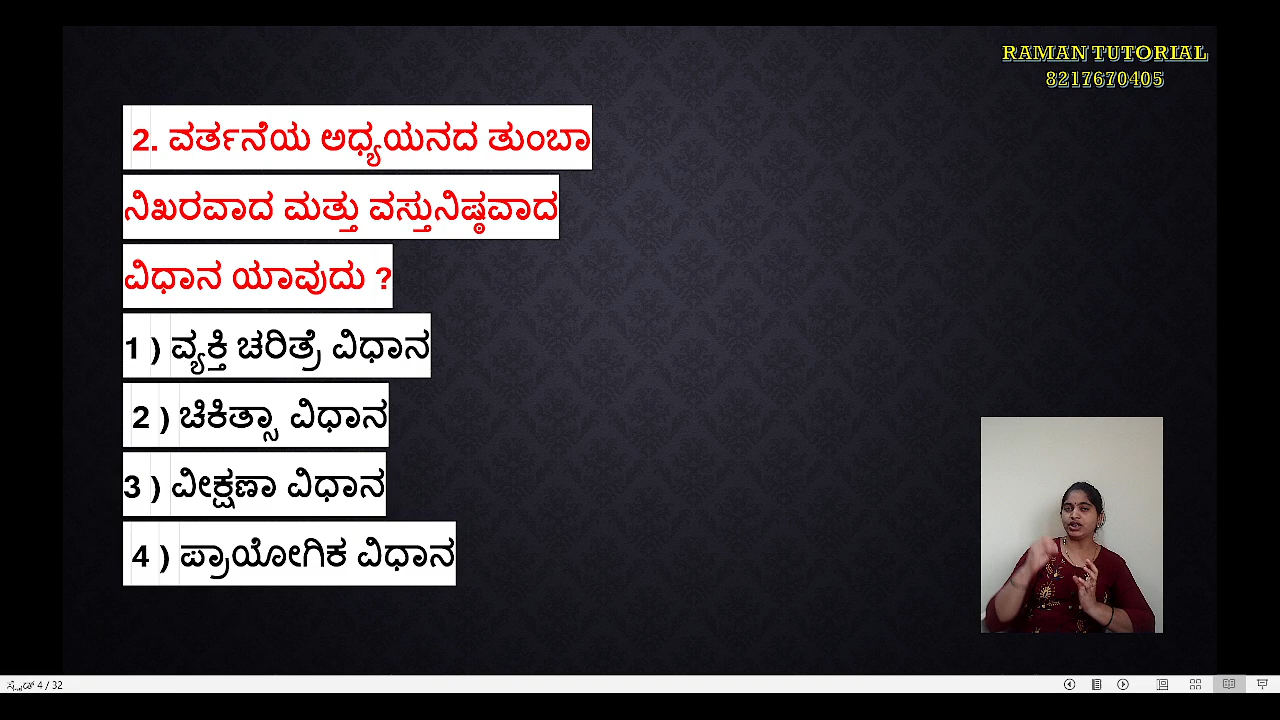 RAMAN TUTORIAL
8217670405
2. ವರ್ತನೆಯ ಅಧ್ಯಯನದ ತುಂಬಾ
ನಿಖರವಾದ ಮತ್ತು ವಸ್ತುನಿಷ್ಠವಾದ
ವಿಧಾನ ಯಾವುದು ?
1 ) ವ್ಯಕ್ತಿ ಚರಿತ್ರೆ ವಿಧಾನ
2 ) ಚಿಕಿತ್ಸಾ ವಿಧಾನ
3 ) ವೀಕ್ಷಣಾ ವಿಧಾನ
4 ) ಪ್ರಾಯೋಗಿಕ ವಿಧಾನ
ಸ್ಲೈಡ್ 4 / 32